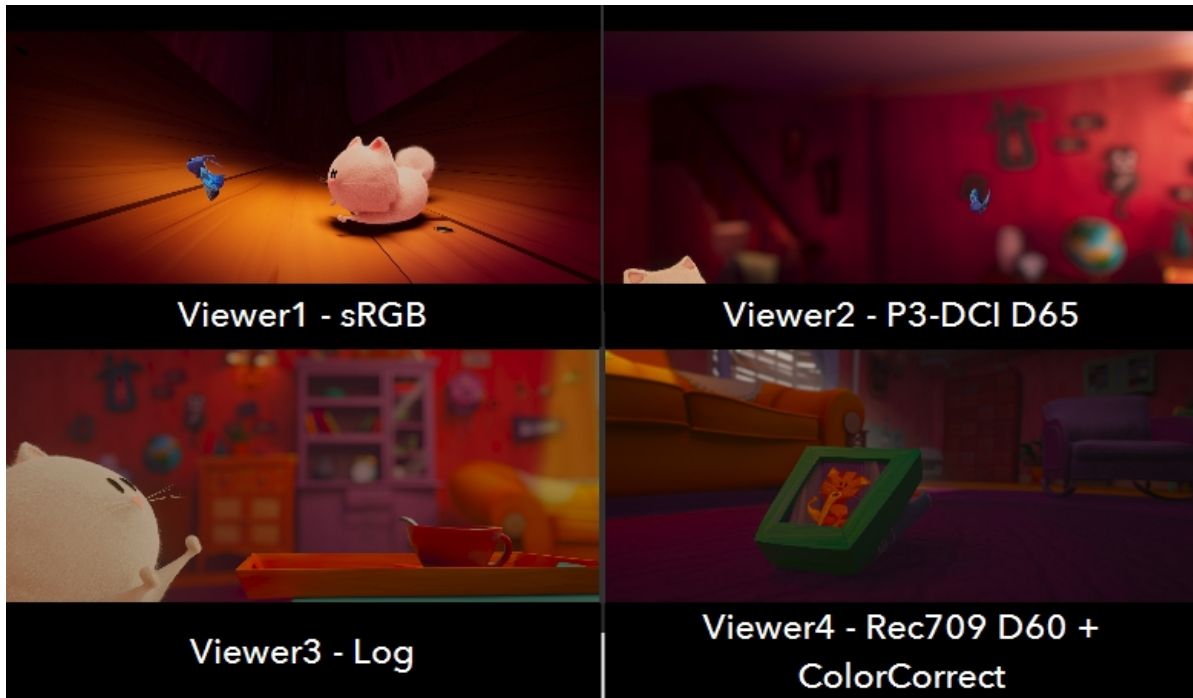 Viewer1 - sRGB
Viewer2 - P3-DCI D65
Viewer3 - Log
Viewer4 - Rec709 D60 +
ColorCorrect